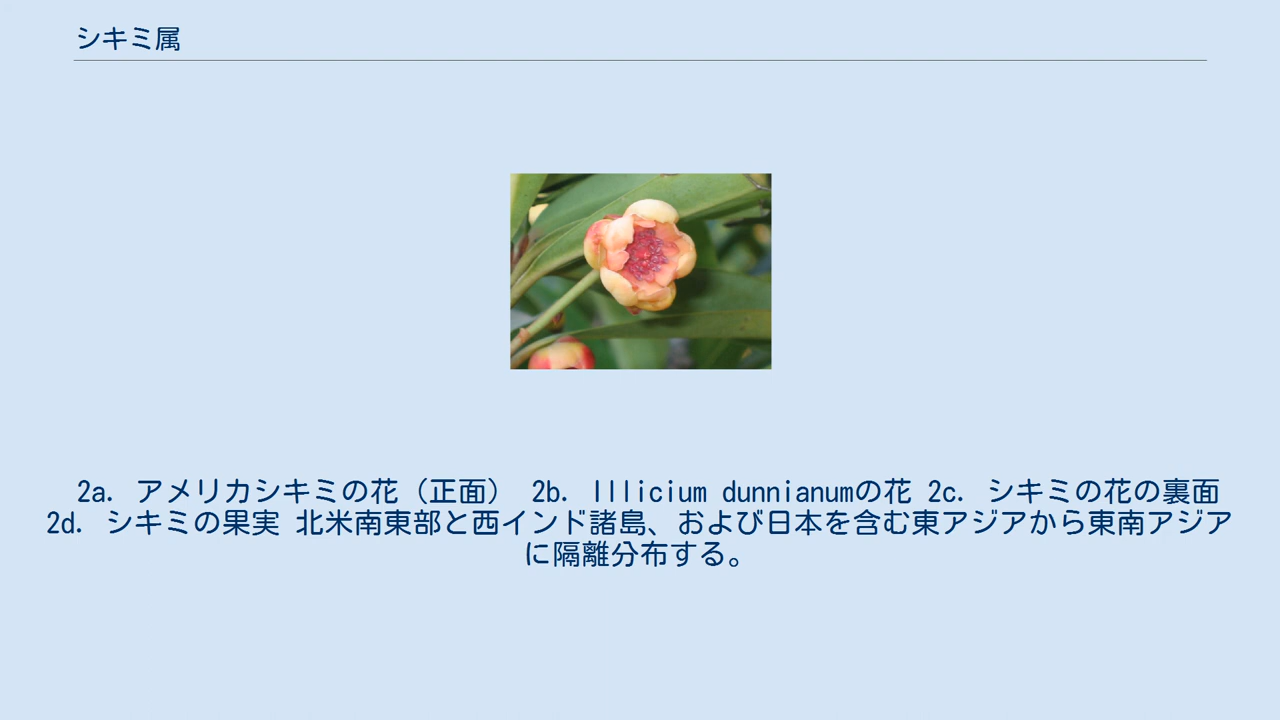 シキミ属
2a. アメリカシキミの花（正面） 2b. Illicium dunnianumの花 2c. シキミの花の裏面
2d. シキミの果実 北米南東部と西インド諸島、および日本を含む東アジアから東南アジア
に隔離分布する。